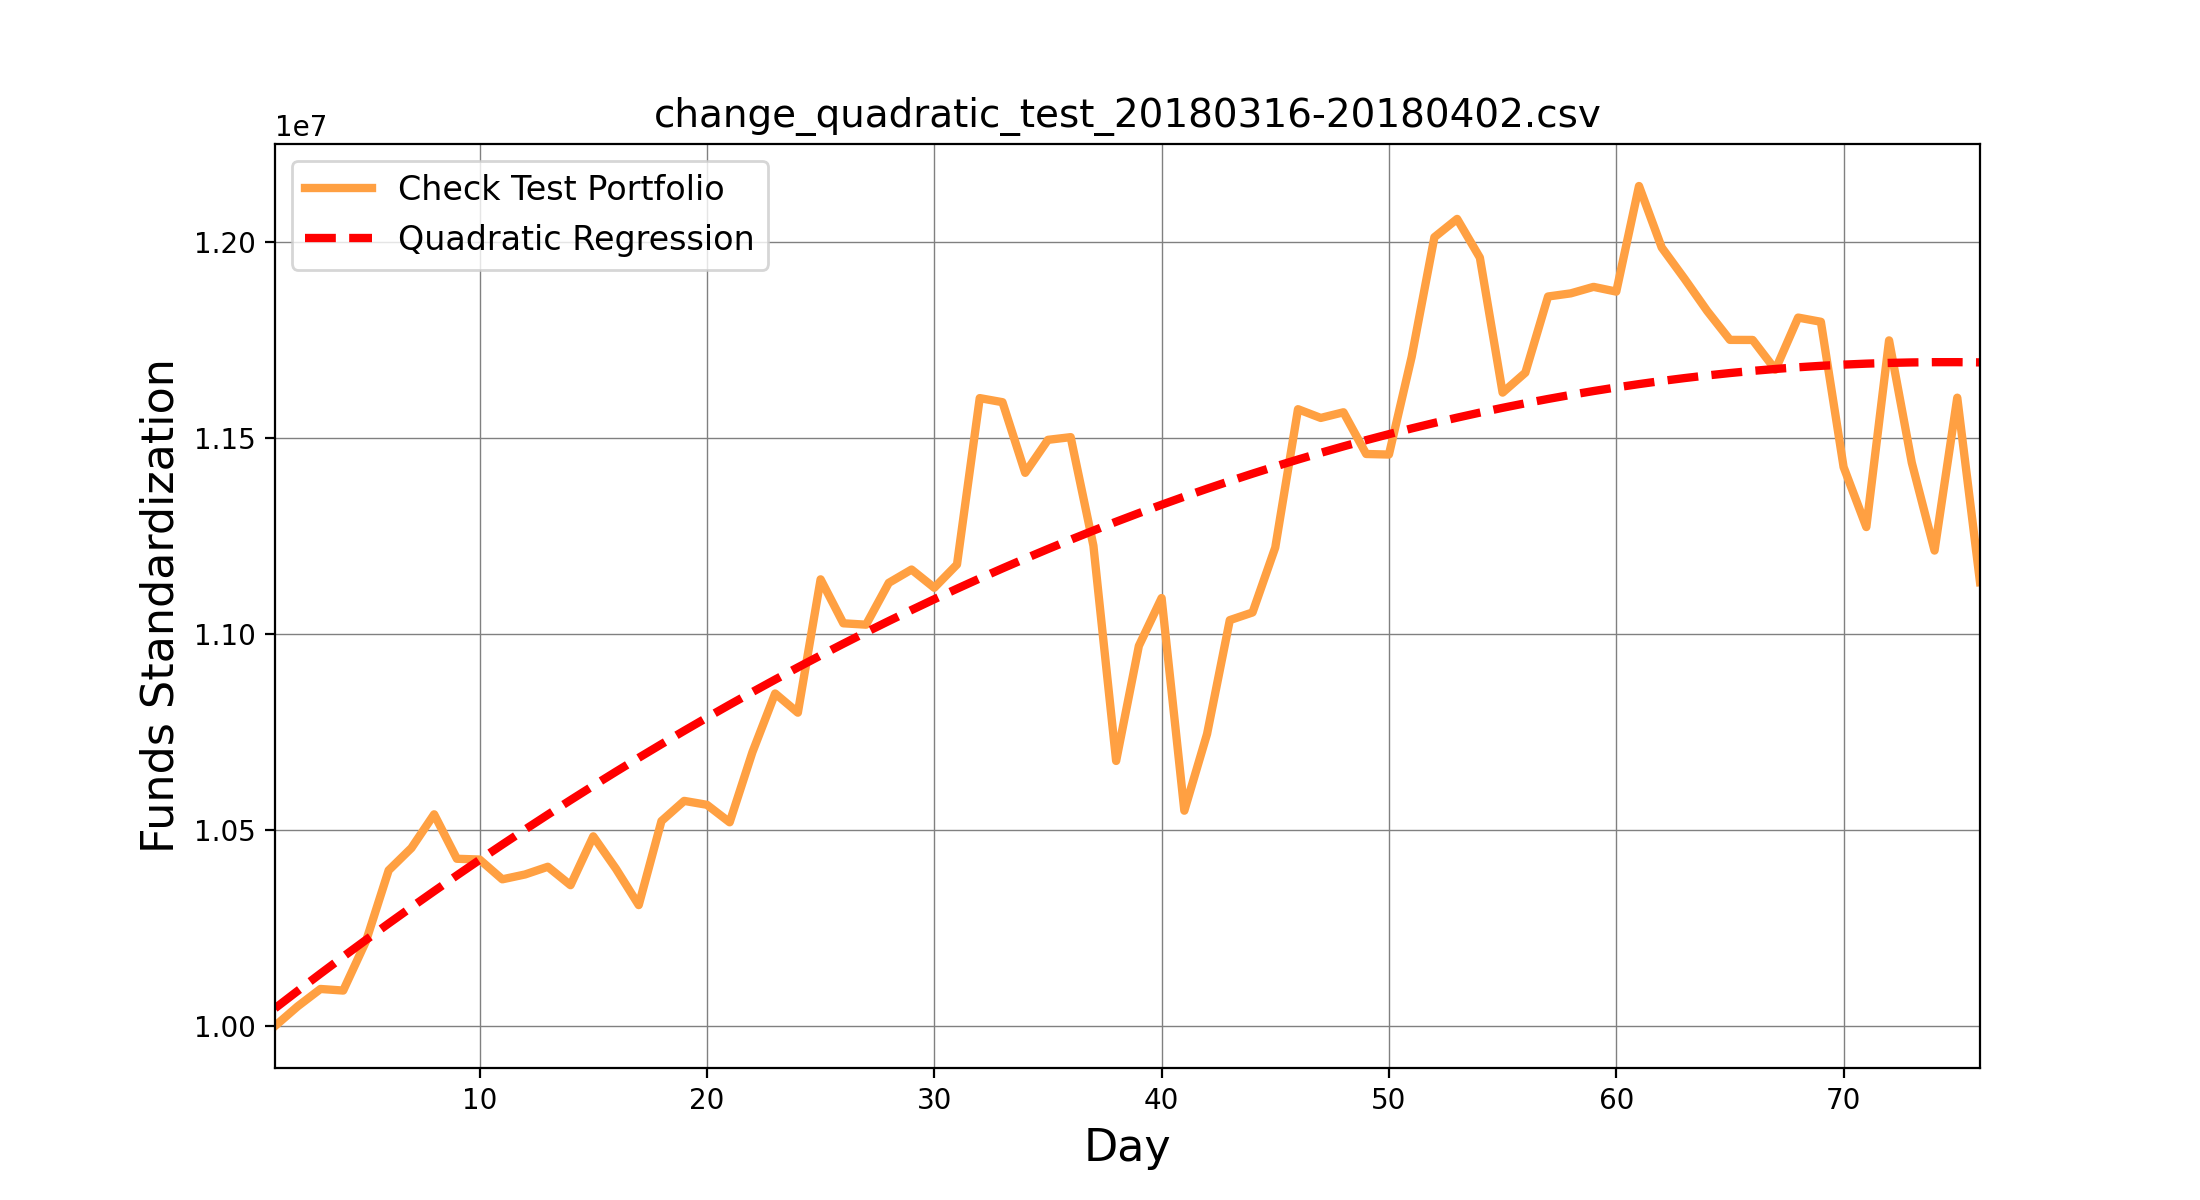 change_quadratic_test_20180316-20180402.csv
1e7
Check Test Portfolio
Quadratic Regression
1.20
1.15
1.10
1.05
1.00
Funds Standardization
10 20 30 40 50 60 70
Day